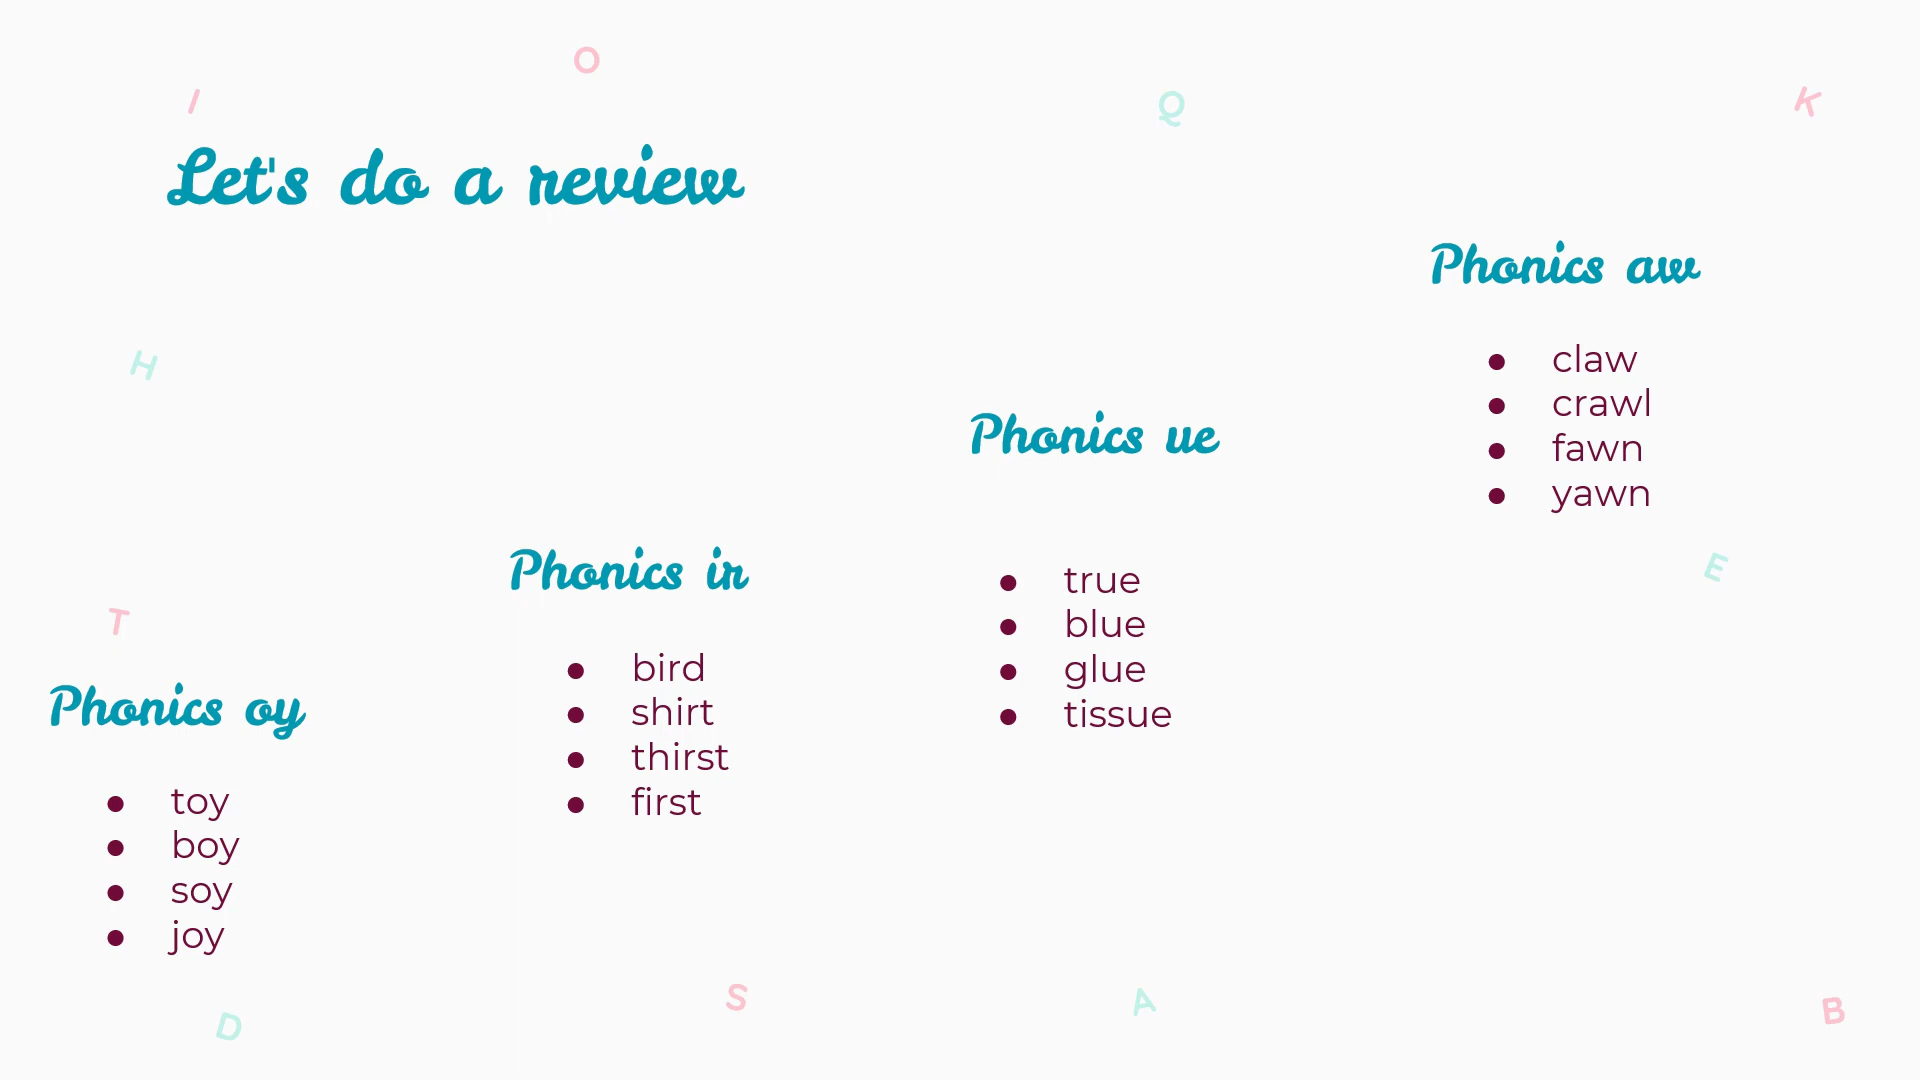 O
I
Q
K
Let's do a review
Phonics aw
claw
crawl
fawn
yawn
H
Phonics ue
true
blue
glue
tissue
E
Phonics ir
bird
shirt
thirst
first
T
Phonics oy
toy
boy
soy
joy
D
S
A
B